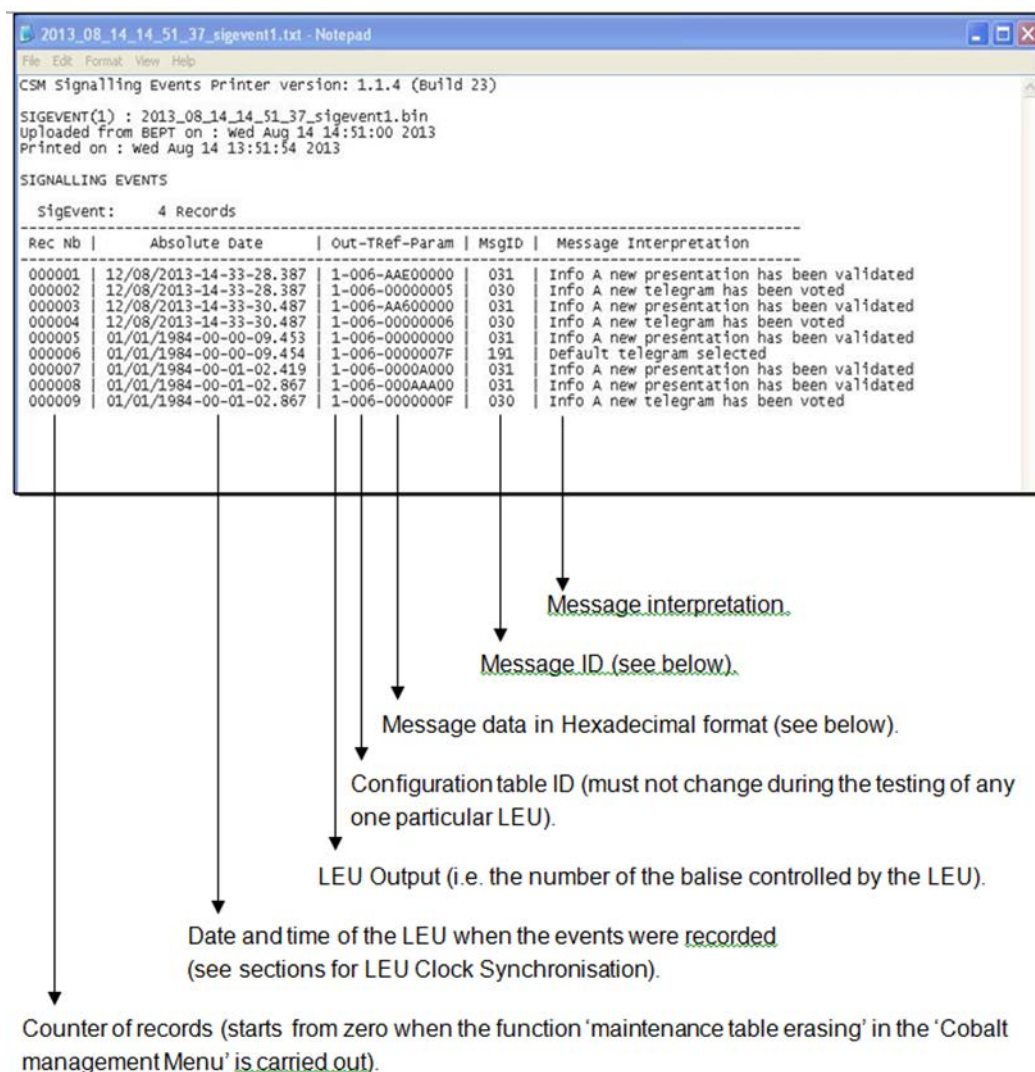 2013_08_14_14_51_37_sigevent1.txt - Notepad
File Edit Format View Help
CSM Signalling Events Printer version: 1.1.4 (Build 23)
SIGEVENT(1) : 2013_08_14_14_51_37_sigevent1.bin
Uploaded from BEPT on : Wed Aug 14 14:51:00 2013
Printed on : Wed Aug 14 13:51:54 2013
SIGNALLING EVENTS
SigEvent: 4 Records
Rec Nb | Absolute Date | Out-TRef-Param | MsgID | Message Interpretation
000001 | 12/08/2013-14-33-28.387 | 1-006-AAE00000 | 031 | Info A new presentation has been validated
000002 | 12/08/2013-14-33-28.387 | 1-006-00000005 | 030 | Info A new telegram has been voted
000003 | 12/08/2013-14-33-30.487 | 1-006-AA600000 | 031 | Info A new presentation has been validated
000004 | 12/08/2013-14-33-30.487 | 1-006-00000006 | 030 | Info A new telegram has been voted
000005 | 01/01/1984-00-00-09.453 | 1-006-00000000 | 031 | Info A new presentation has been validated
000006 | 01/01/1984-00-00-09.454 | 1-006-0000007F | 191 | Default telegram selected
000007 | 01/01/1984-00-01-02.419 | 1-006-0000A000 | 031 | Info A new presentation has been validated
000008 | 01/01/1984-00-01-02.867 | 1-006-000AAA00 | 031 | Info A new presentation has been validated
000009 | 01/01/1984-00-01-02.867 | 1-006-0000000F | 030 | Info A new telegram has been voted
Message interpretation.
Message ID (see below).
Message data in Hexadecimal format (see below).
Configuration table ID (must not change during the testing of any
one particular LEU).
LEU Output (i.e. the number of the balise controlled by the LEU).
Date and time of the LEU when the events were recorded
(see sections for LEU Clock Synchronisation).
Counter of records (starts from zero when the function ‘maintenance table erasing’ in the ‘Cobalt
management Menu’ is carried out).